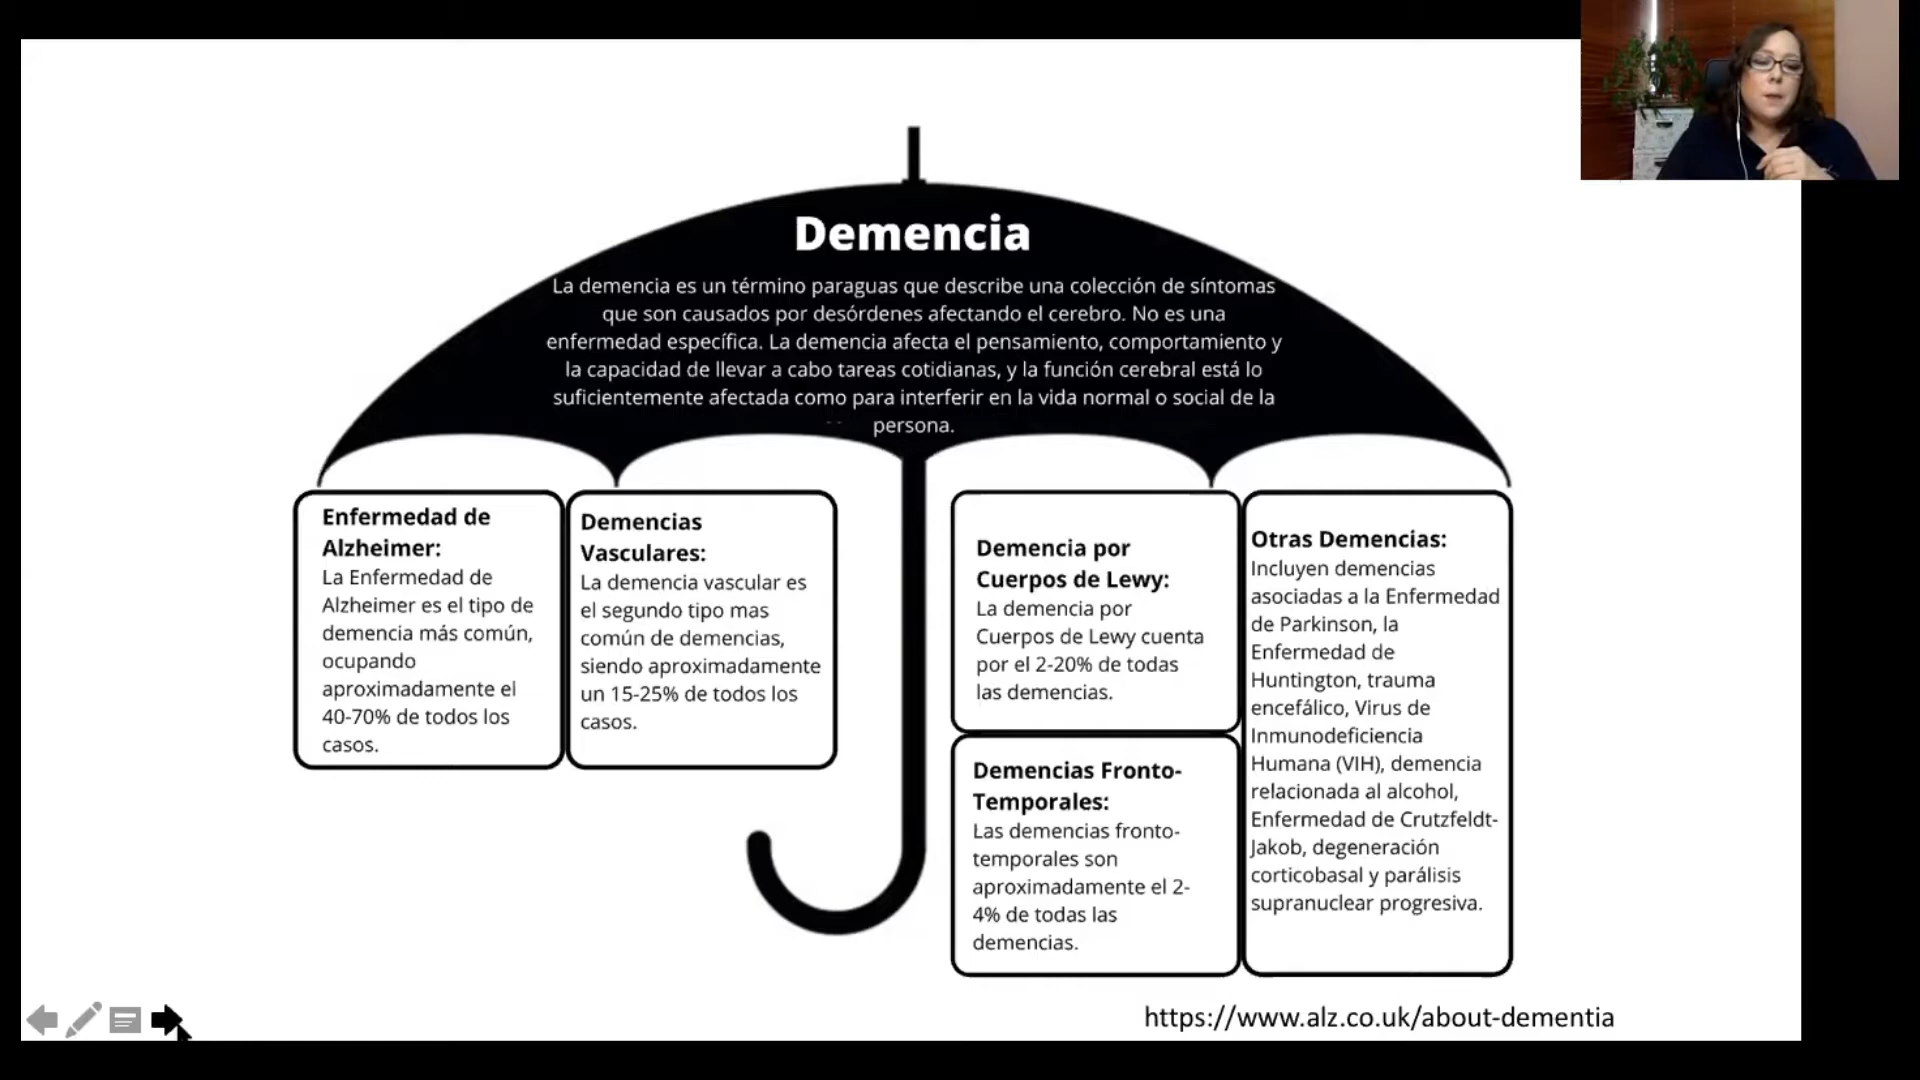 Demencia
La demencia es un término paraguas que describe una colección de síntomas
que son causados por desórdenes afectando el cerebro. No es una
enfermedad específica. La demencia afecta el pensamiento, comportamiento y
la capacidad de llevar a cabo tareas cotidianas, y la función cerebral está lo
suficientemente afectada como para interferir en la vida normal o social de la
persona.
Enfermedad de
Alzheimer:
La Enfermedad de
Alzheimer es el tipo de
demencia más común,
ocupando
aproximadamente el
40-70% de todos los
casos.
Demencias
Vasculares:
La demencia vascular es
el segundo tipo mas
común de demencias,
siendo aproximadamente
un 15-25% de todos los
casos.
Demencia por
Cuerpos de Lewy:
La demencia por
Cuerpos de Lewy cuenta
por el 2-20% de todas
las demencias.
Demencias Fronto-
Temporales:
Las demencias fronto-
temporales son
aproximadamente el 2-
4% de todas las
demencias.
Otras Demencias:
Incluyen demencias
asociadas a la Enfermedad
de Parkinson, la
Enfermedad de
Huntington, trauma
encefálico, Virus de
Inmunodeficiencia
Humana (VIH), demencia
relacionada al alcohol,
Enfermedad de Crutzfeldt-
Jakob, degeneración
corticobasal y parálisis
supranuclear progresiva.
https://www.alz.co.uk/about-dementia